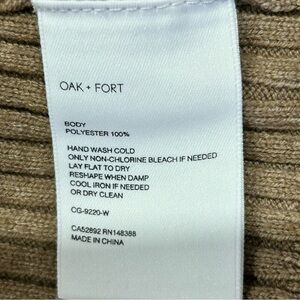 OAK + FORT
BODY
POLYESTER 100%
HAND WASH COLD
ONLY NON-CHLORINE BLEACH IF NEEDED
LAY FLAT TO DRY
RESHAPE WHEN DAMP
COOL IRON IF NEEDED
OR DRY CLEAN
CG-9220-W
CA52892 RN148388
MADE IN CHINA